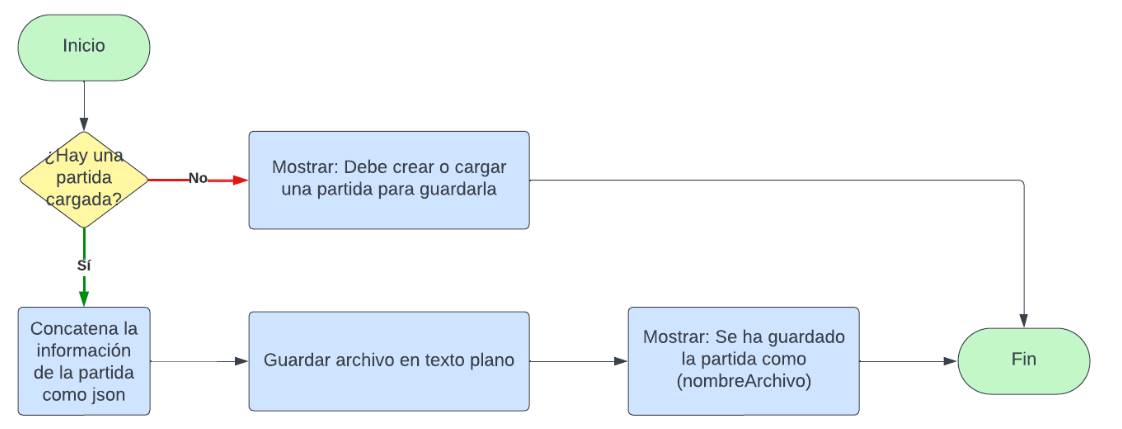 Inicio
¿Hay una
partida
cargada?
No
Mostrar: Debe crear o cargar
una partida para guardarla
Sí
Concatena la
información
de la partida
como json
Guardar archivo en texto plano
Mostrar: Se ha guardado
la partida como
(nombreArchivo)
Fin